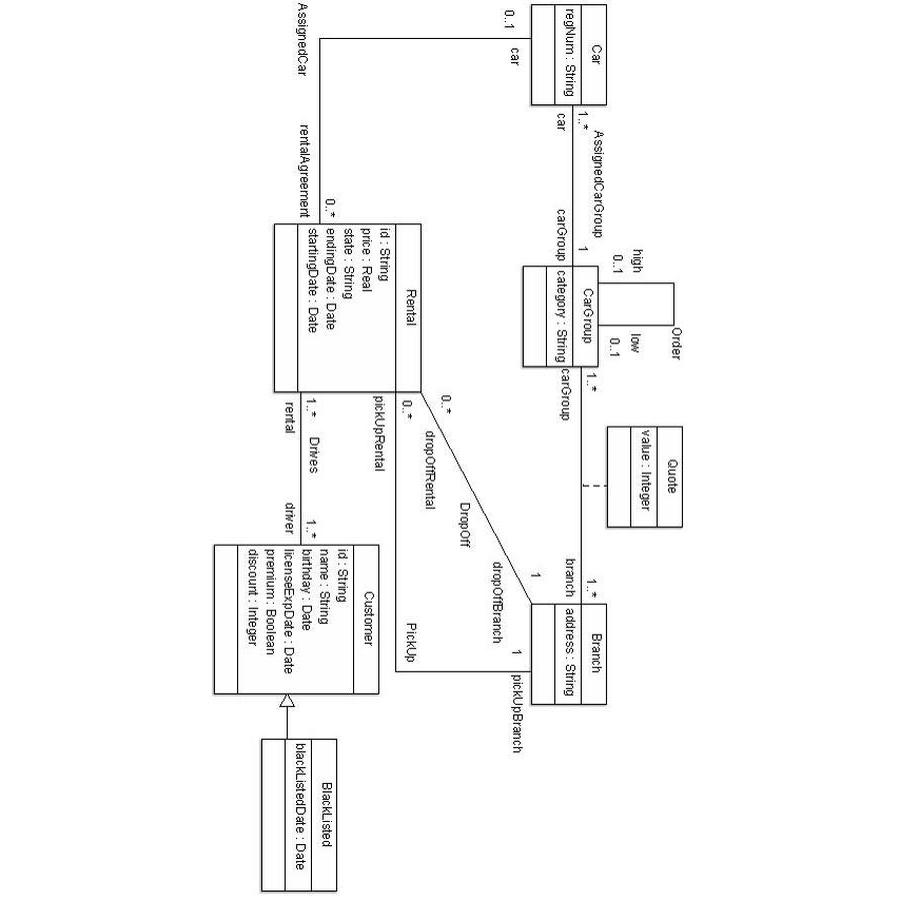 Car
regNum : String
0..1
car
AssignedCar
rentalAgreement
0..*
1..*
car
AssignedCarGroup
carGroup
1
CarGroup
category : String
high
0..1
low
0..1
Order
1..*
carGroup
Quote
value : Integer
branch
1..*
Branch
address : String
Rental
id : String
price : Real
state : String
endingDate : Date
startingDate : Date
0..*
dropOffRental
DropOff
dropOffBranch
1
0..*
pickUpRental
PickUp
1
pickUpBranch
1..*
rental
Drives
driver
1..*
Customer
id : String
name : String
birthday : Date
licenseExpDate : Date
premium : Boolean
discount : Integer
BlackListed
blackListedDate : Date